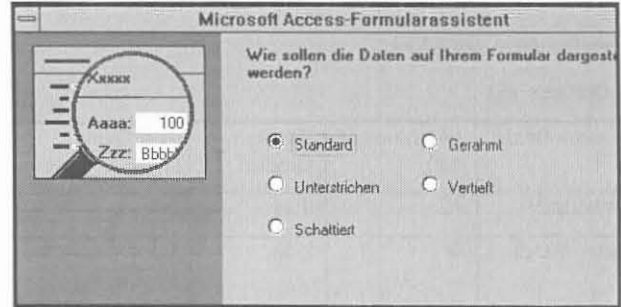 Microsoft Access-Formularassistent
Wie sollen die Daten auf Ihrem Formular
werden?
Xxxxx
Aaaa: 100
Zzz: Bbbb
Standard Gerahmt
Unterstrichen Vertieft
Schattiert